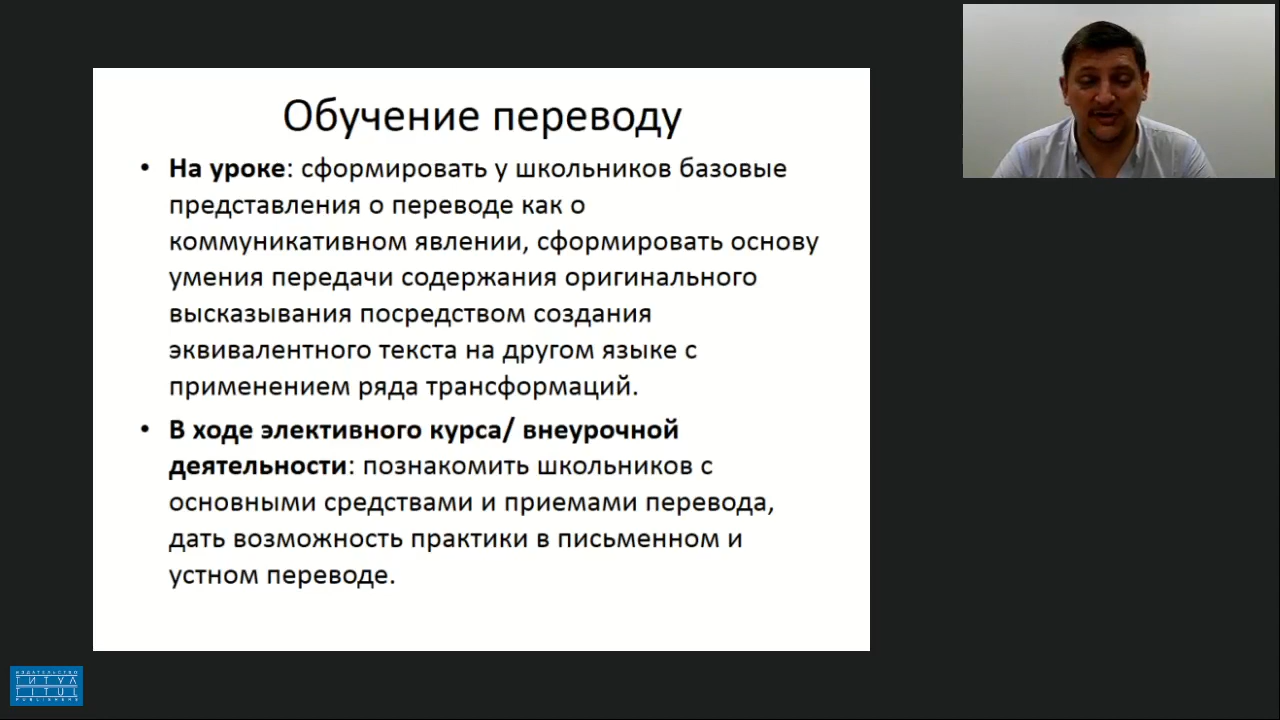 Обучение переводу
• На уроке: сформировать у школьников базовые
представления о переводе как о
коммуникативном явлении, сформировать основу
умения передачи содержания оригинального
высказывания посредством создания
эквивалентного текста на другом языке с
применением ряда трансформаций.
• В ходе элективного курса/ внеурочной
деятельности: познакомить школьников с
основными средствами и приемами перевода,
дать возможность практики в письменном и
устном переводе.
ИЗДАТЕЛЬСТВО
ТИТУЛ
TITUL
PUBLISHERS